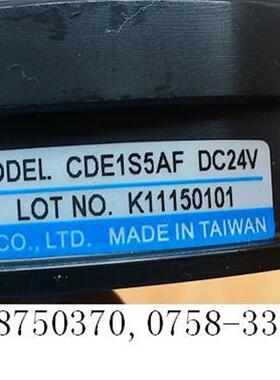 ODEL. CDE1S5AF DC24V
LOT NO. K11150101
CO., LTD. MADE IN TAIWAN
8750370, 0758-33